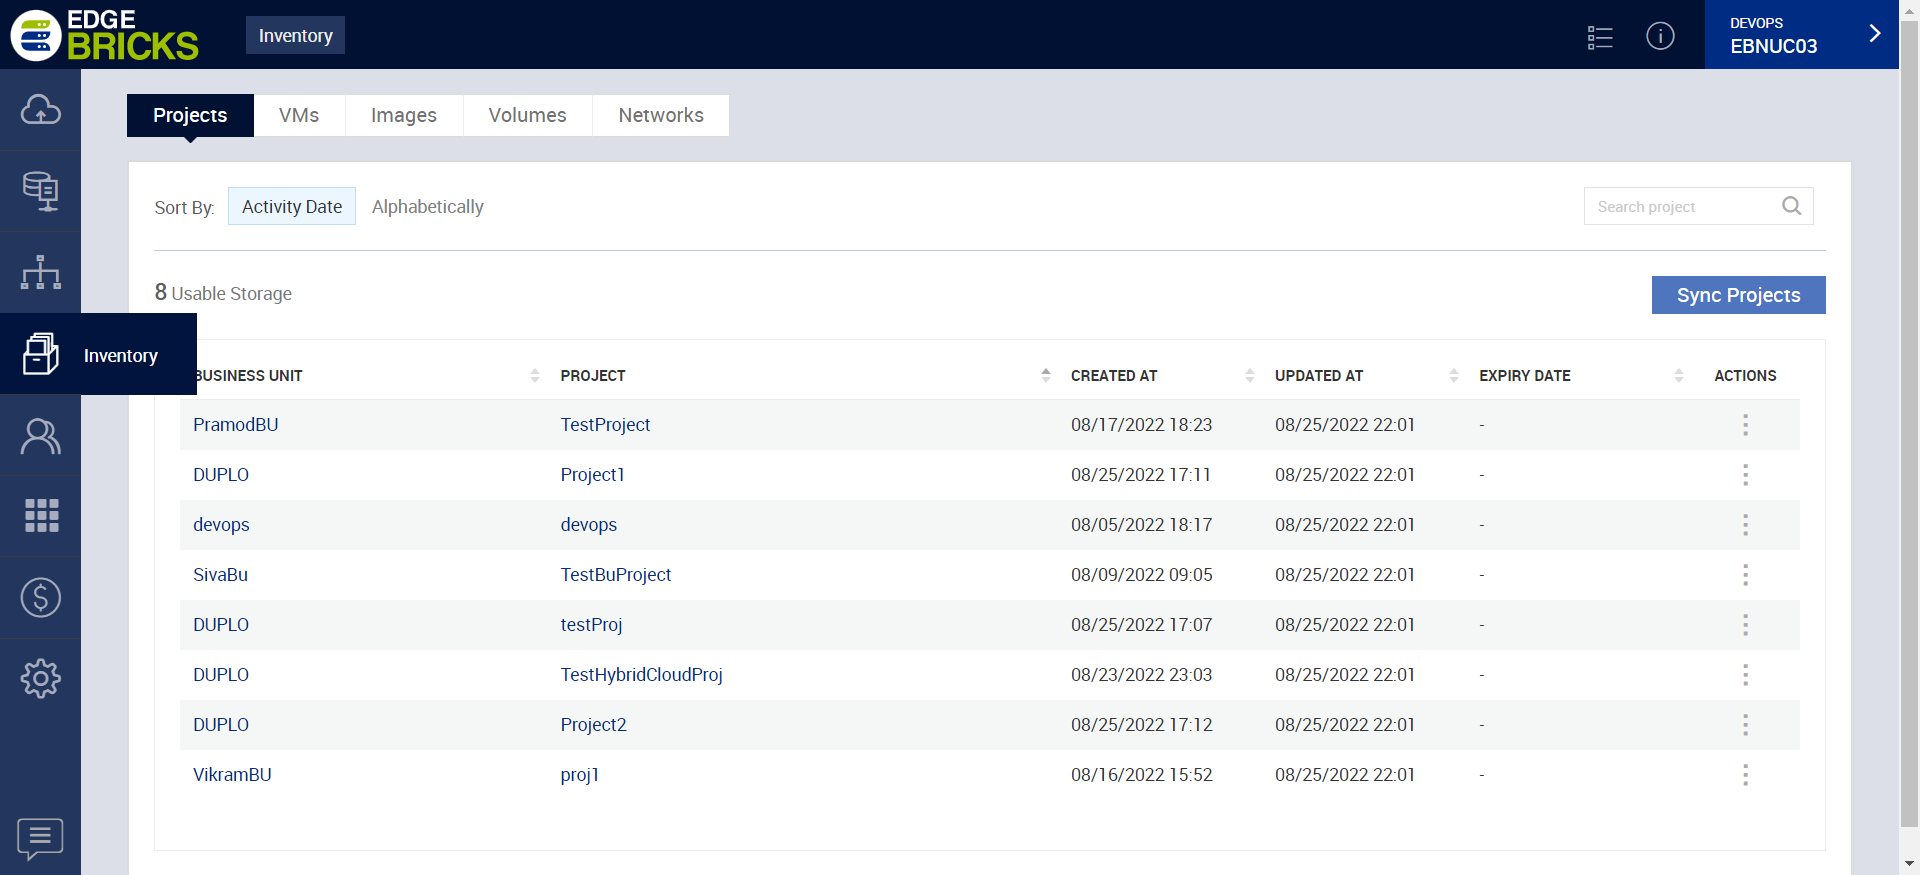 EDGE
BRICKS
Inventory
DEVOPS
EBNUC03
Projects
VMs
Images
Volumes
Networks
Sort By:
Activity Date
Alphabetically
Search project
8 Usable Storage
Sync Projects
Inventory
BUSINESS UNIT
PROJECT
CREATED AT
UPDATED AT
EXPIRY DATE
ACTIONS
PramodBU TestProject 08/17/2022 18:23 08/25/2022 22:01 -
DUPLO Project1 08/25/2022 17:11 08/25/2022 22:01 -
devops devops 08/05/2022 18:17 08/25/2022 22:01 -
SivaBu TestBuProject 08/09/2022 09:05 08/25/2022 22:01 -
DUPLO testProj 08/25/2022 17:07 08/25/2022 22:01 -
DUPLO TestHybridCloudProj 08/23/2022 23:03 08/25/2022 22:01 -
DUPLO Project2 08/25/2022 17:12 08/25/2022 22:01 -
VikramBU proj1 08/16/2022 15:52 08/25/2022 22:01 -